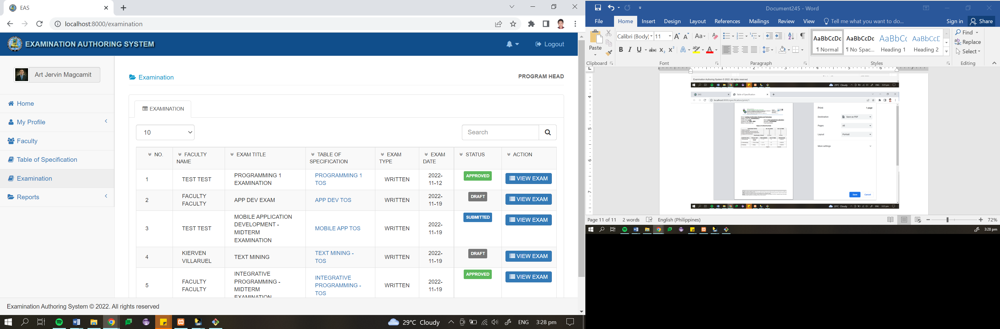 EAS
localhost:8000/examination
EXAMINATION AUTHORING SYSTEM
Logout
Art Jervin Magcamit
Home
My Profile
Faculty
Table of Specification
Examination
Reports
Examination
PROGRAM HEAD
EXAMINATION
10
Search
NO.
FACULTY NAME
EXAM TITLE
TABLE OF SPECIFICATION
EXAM TYPE
EXAM DATE
STATUS
ACTION
1
TEST TEST
PROGRAMMING 1
EXAMINATION
PROGRAMMING 1
TOS
WRITTEN
2022-
11-12
APPROVED
VIEW EXAM
2
FACULTY
FACULTY
APP DEV EXAM
APP DEV TOS
WRITTEN
2022-
11-19
DRAFT
VIEW EXAM
3
TEST TEST
MOBILE APPLICATION
DEVELOPMENT -
MIDTERM
EXAMINATION
MOBILE APP TOS
WRITTEN
2022-
11-19
SUBMITTED
VIEW EXAM
4
KIERVEN
VILLARUEL
TEXT MINING
TEXT MINING -
TOS
WRITTEN
2022-
11-19
DRAFT
VIEW EXAM
5
FACULTY
FACULTY
INTEGRATIVE
PROGRAMMING -
MIDTERM
EXAMINATION
INTEGRATIVE
PROGRAMMING -
TOS
WRITTEN
2022-
11-19
APPROVED
VIEW EXAM
Examination Authoring System © 2022. All rights reserved
29°C Cloudy
ENG
3:28 pm
Document245 - Word
File Home Insert Design Layout References Mailings Review View Tell me what you want to do... Sign in Share
Paste
Calibri (Body) 11
AaBbCcDc AaBbCcDc AaBbCc AaBbCcD
¶ Normal ¶ No Spac... Heading 1 Heading 2
Find
Replace
Select
Clipboard Font Paragraph Styles Editing
Examination Authoring System © 2022. All rights reserved
29°C Cloudy ENG 3:23 pm
EAS Table of Specification
localhost:8000/specification/print/1
Print 1 page
Destination Save as PDF
Pages All
Layout Portrait
More settings
TABLE OF SPECIFICATION
Save Cancel
29°C Cloudy ENG 3:23 pm
Page 11 of 11 2 words English (Philippines) 72%
3:28 pm